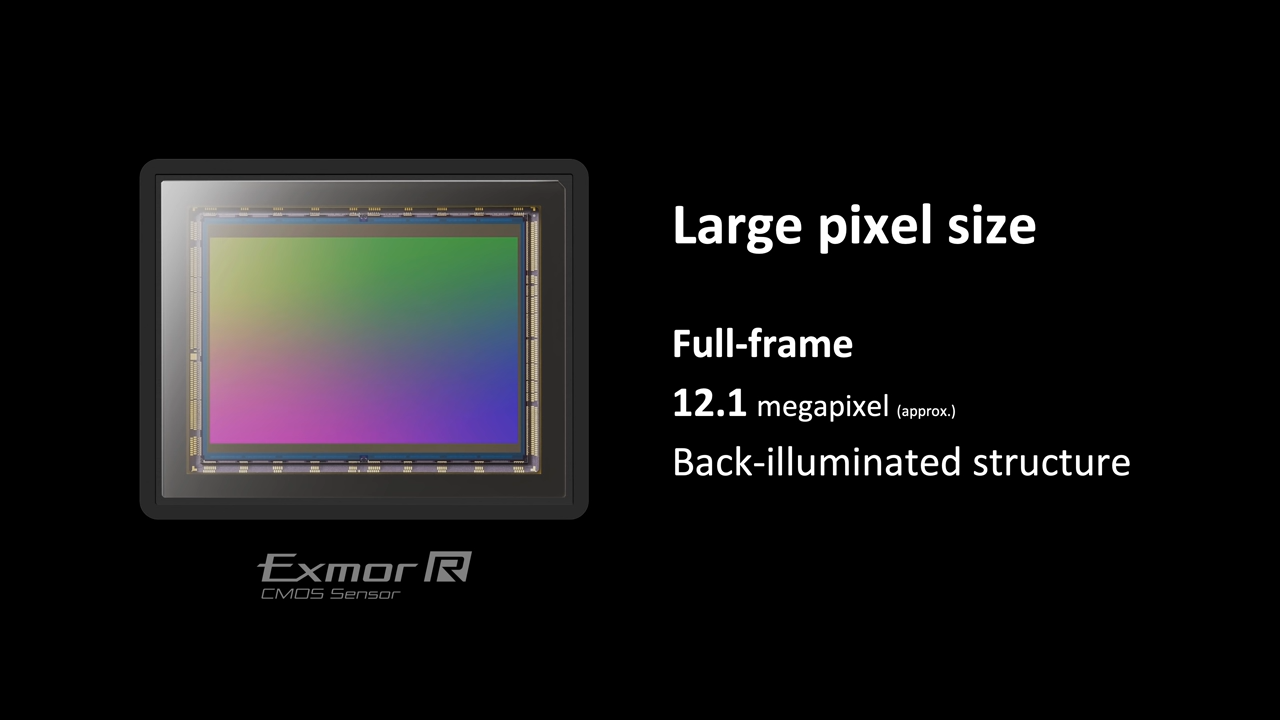 Large pixel size
Full-frame
12.1 megapixel (approx.)
Back-illuminated structure
Exmor R
CMOS Sensor